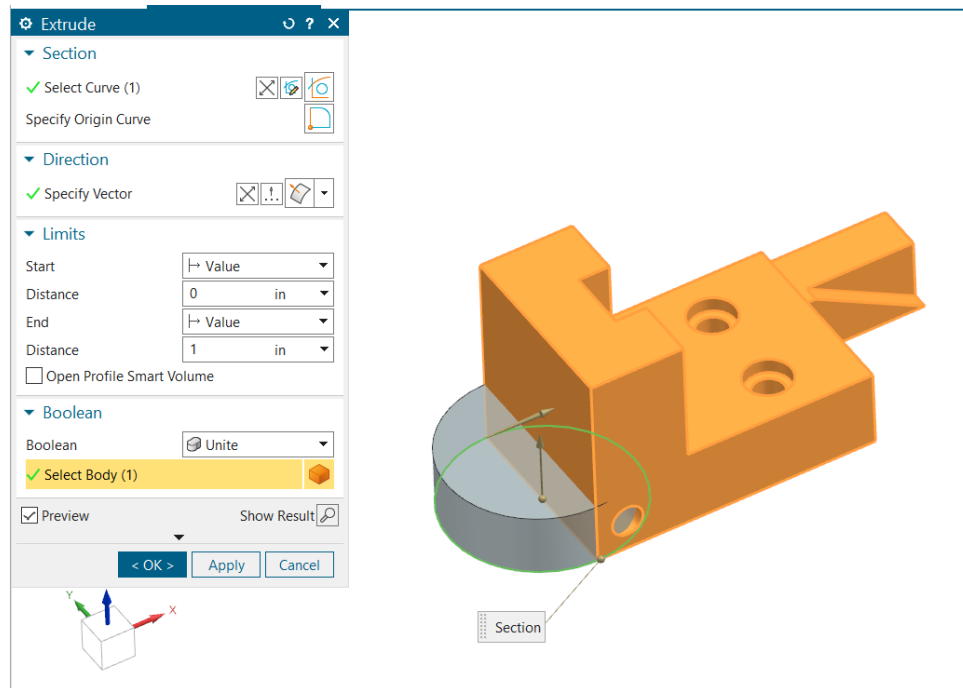 Extrude ?
Section
Select Curve (1)
Specify Origin Curve
Direction
Specify Vector
Limits
Start Value
Distance 0 in
End Value
Distance 1 in
Open Profile Smart Volume
Boolean
Boolean Unite
Select Body (1)
Preview Show Result
< OK > Apply Cancel
Y
X
Section